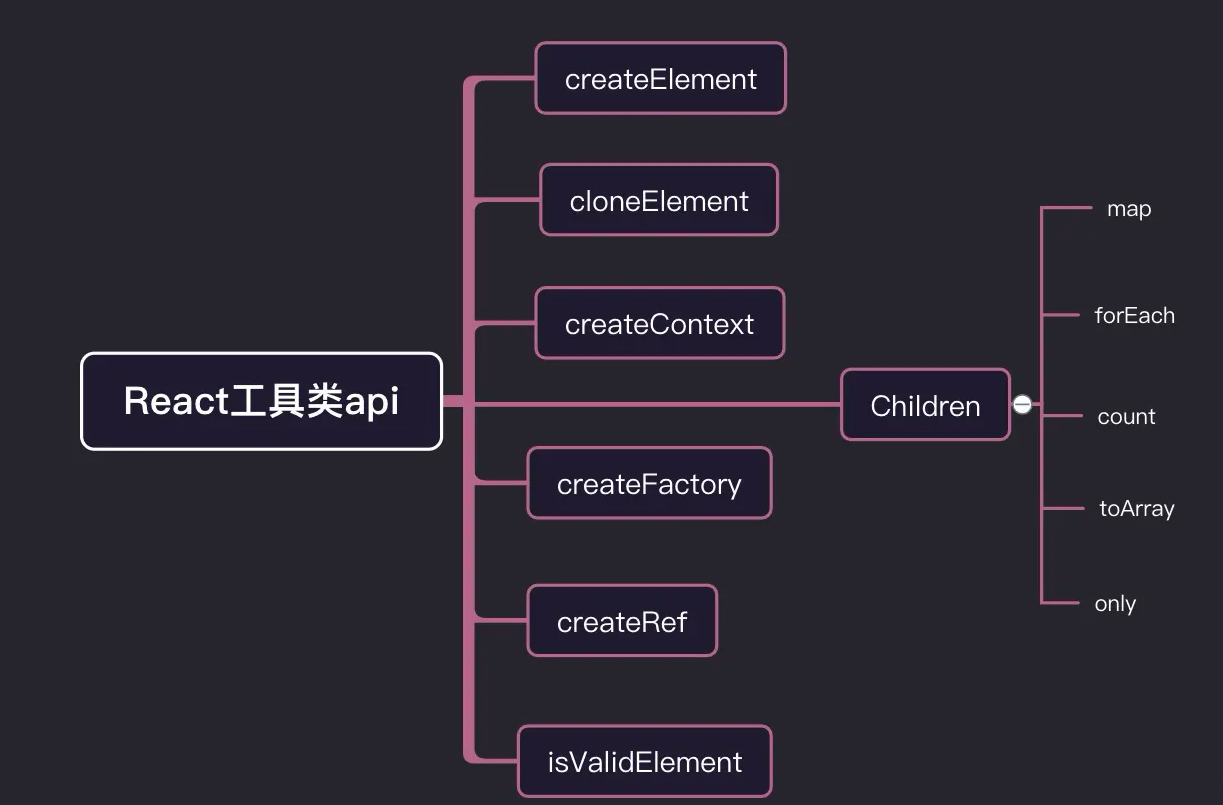 React工具类api
createElement
cloneElement
createContext
Children
map
forEach
count
toArray
only
createFactory
createRef
isValidElement